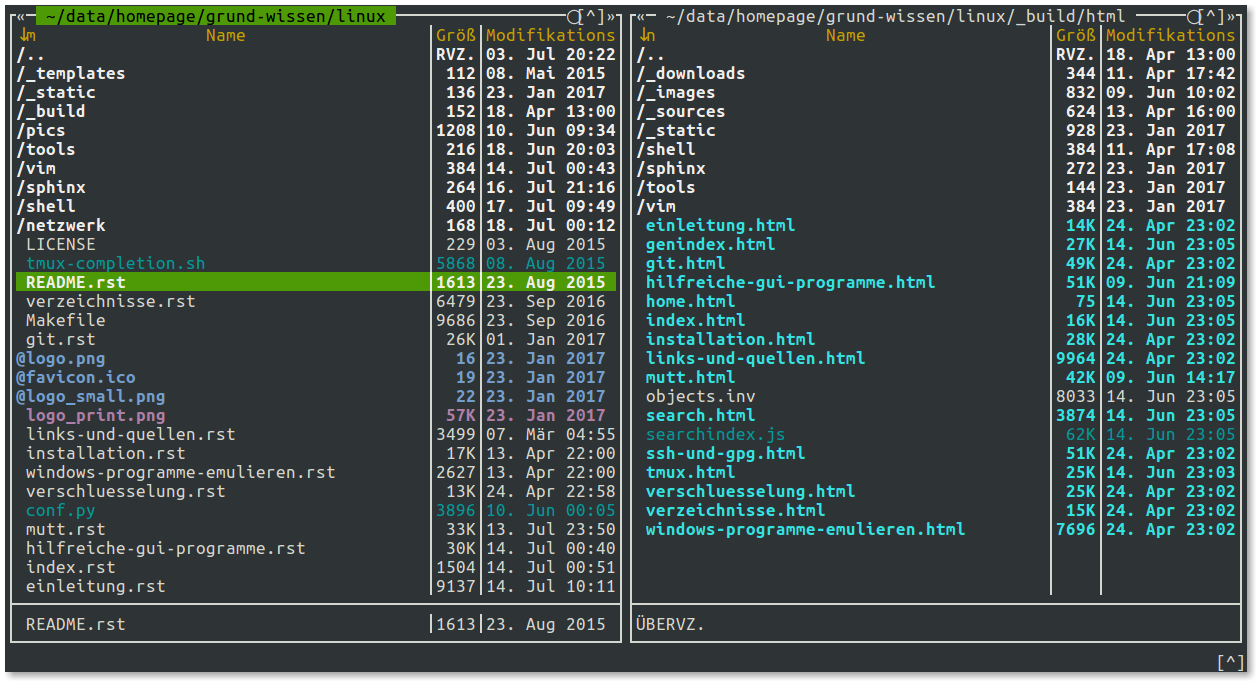 ~/data/homepage/grund-wissen/linux [^]
↓m Name Größ Modifikations
/.. RVZ. 03. Jul 20:22
/_templates 112 08. Mai 2015
/_static 136 23. Jan 2017
/_build 152 18. Apr 13:00
/pics 1208 10. Jun 09:34
/tools 216 18. Jun 20:03
/vim 384 14. Jul 00:43
/sphinx 264 16. Jul 21:16
/shell 400 17. Jul 09:49
/netzwerk 168 18. Jul 00:12
LICENSE 229 03. Aug 2015
tmux-completion.sh 5868 08. Aug 2015
README.rst 1613 23. Aug 2015
verzeichnisse.rst 6479 23. Sep 2016
Makefile 9686 23. Sep 2016
git.rst 26K 01. Jan 2017
@logo.png 16 23. Jan 2017
@favicon.ico 19 23. Jan 2017
@logo_small.png 22 23. Jan 2017
logo_print.png 57K 23. Jan 2017
links-und-quellen.rst 3499 07. Mär 04:55
installation.rst 17K 13. Apr 22:00
windows-programme-emulieren.rst 2627 13. Apr 22:00
verschluesselung.rst 13K 24. Apr 22:58
conf.py 3896 10. Jun 00:05
mutt.rst 33K 13. Jul 23:50
hilfreiche-gui-programme.rst 30K 14. Jul 00:40
index.rst 1504 14. Jul 00:51
einleitung.rst 9137 14. Jul 10:11
README.rst 1613 23. Aug 2015
~/data/homepage/grund-wissen/linux/_build/html [^]
↓n Name Größ Modifikations
/.. RVZ. 18. Apr 13:00
/_downloads 344 11. Apr 17:42
/_images 832 09. Jun 10:02
/_sources 624 13. Apr 16:00
/_static 928 23. Jan 2017
/shell 384 11. Apr 17:08
/sphinx 272 23. Jan 2017
/tools 144 23. Jan 2017
/vim 384 23. Jan 2017
einleitung.html 14K 24. Apr 23:02
genindex.html 27K 14. Jun 23:05
git.html 49K 24. Apr 23:02
hilfreiche-gui-programme.html 51K 09. Jun 21:09
home.html 75 14. Jun 23:05
index.html 16K 14. Jun 23:05
installation.html 28K 24. Apr 23:02
links-und-quellen.html 9964 24. Apr 23:02
mutt.html 42K 09. Jun 14:17
objects.inv 8033 14. Jun 23:05
search.html 3874 14. Jun 23:05
searchindex.js 62K 14. Jun 23:05
ssh-und-gpg.html 51K 24. Apr 23:02
tmux.html 25K 14. Jun 23:03
verschluesselung.html 25K 24. Apr 23:02
verzeichnisse.html 15K 24. Apr 23:02
windows-programme-emulieren.html 7696 24. Apr 23:02
ÜBERVZ.
[^]